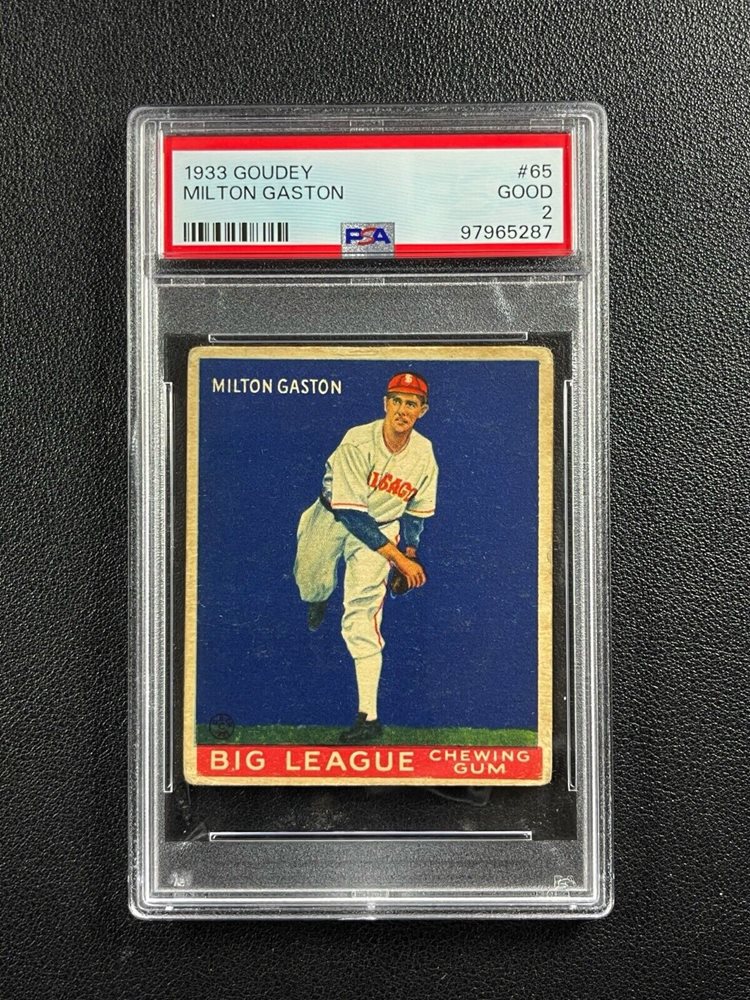 1933 GOUDEY #65
MILTON GASTON GOOD
2
PSA 97965287
MILTON GASTON
BIG LEAGUE CHEWING
GUM